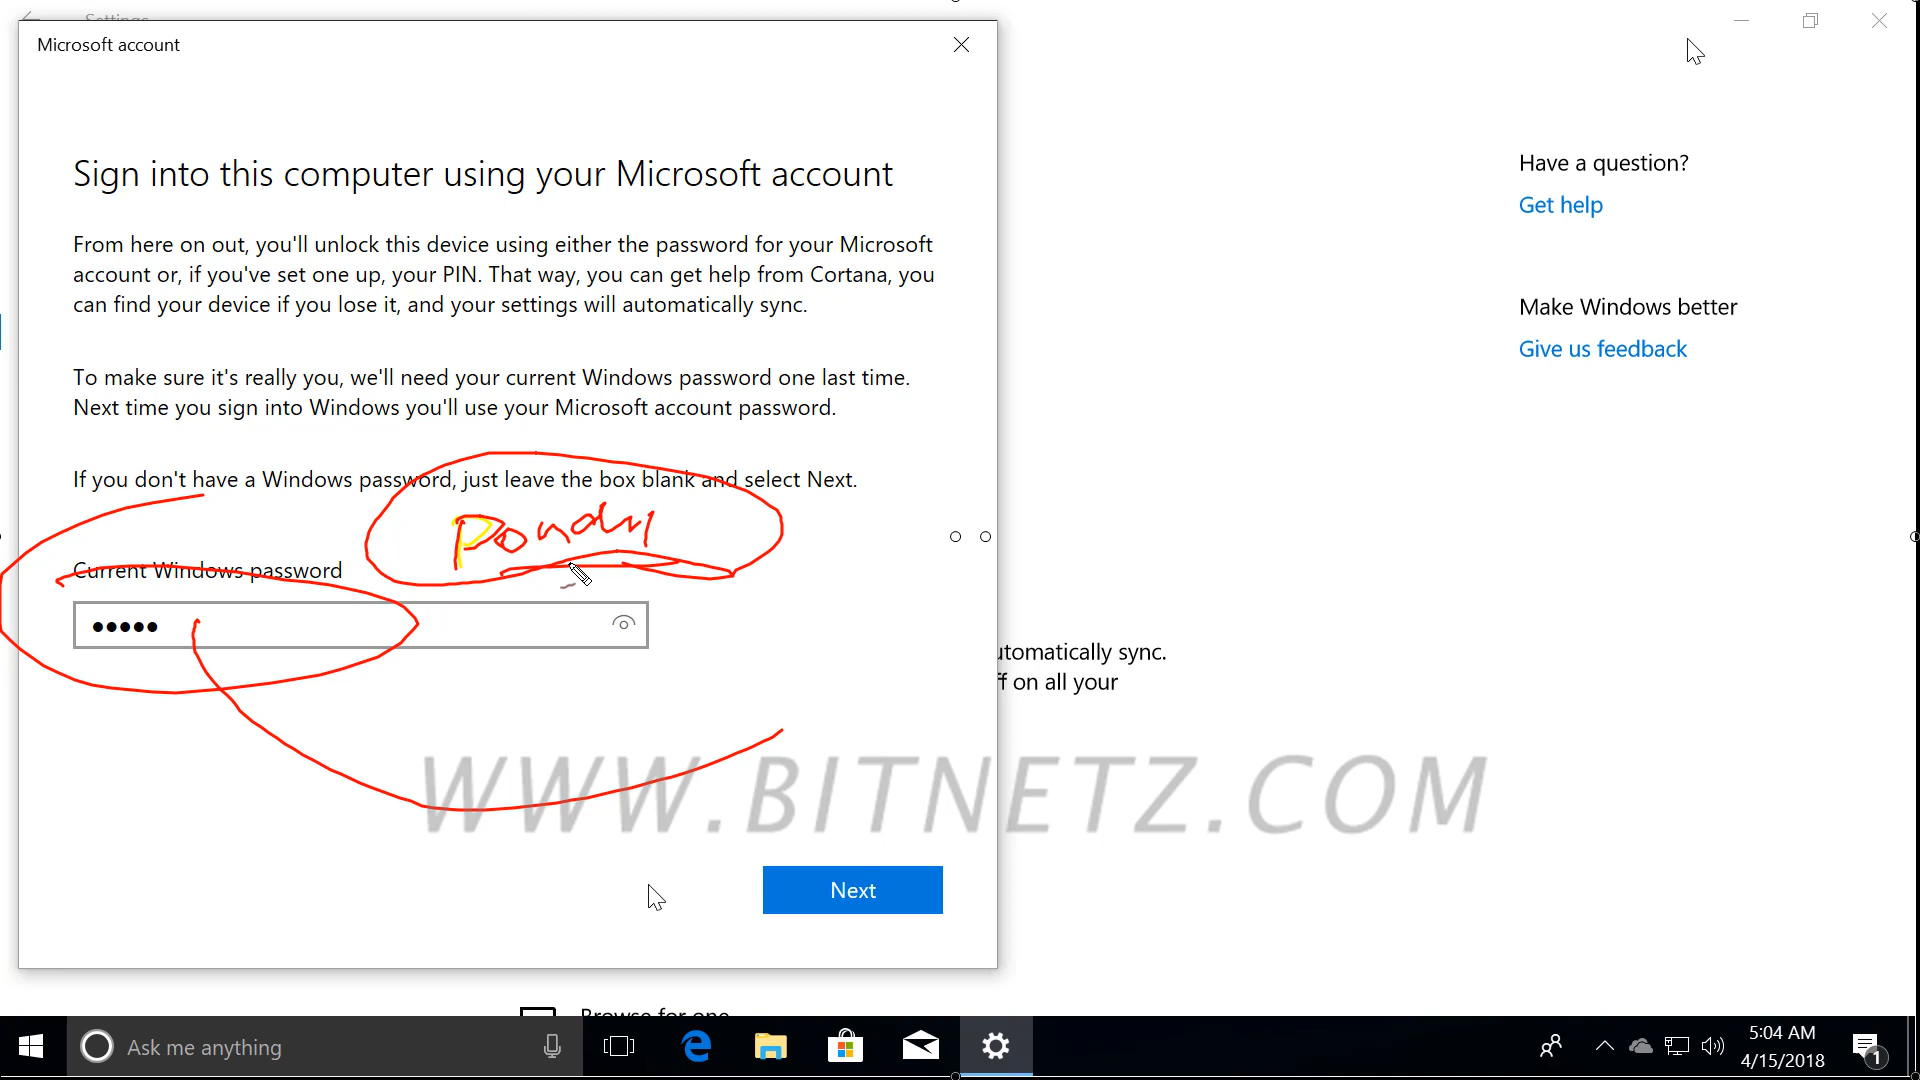 Settings
Microsoft account
Sign into this computer using your Microsoft account
From here on out, you'll unlock this device using either the password for your Microsoft
account or, if you've set one up, your PIN. That way, you can get help from Cortana, you
can find your device if you lose it, and your settings will automatically sync.
To make sure it's really you, we'll need your current Windows password one last time.
Next time you sign into Windows you'll use your Microsoft account password.
If you don't have a Windows password, just leave the box blank and select Next.
Current Windows password
Next
Have a question?
Get help
Make Windows better
Give us feedback
utomatically sync.
ff on all your
WWW.BITNETZ.COM
Browse for one
Ask me anything
5:04 AM
4/15/2018
1